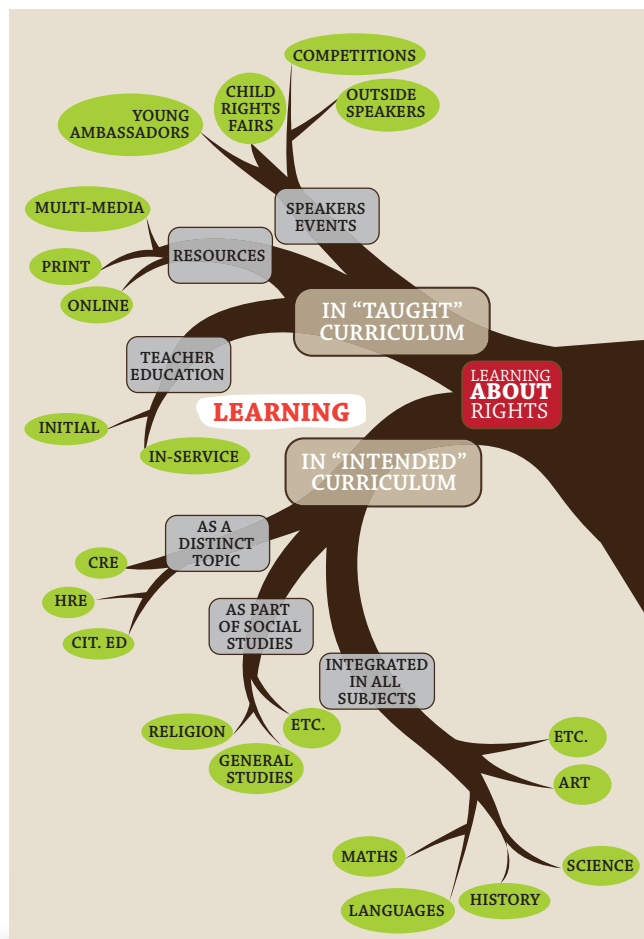 COMPETITIONS
CHILD
RIGHTS
FAIRS
OUTSIDE
SPEAKERS
YOUNG
AMBASSADORS
SPEAKERS
EVENTS
MULTI-MEDIA
RESOURCES
PRINT
ONLINE
IN “TAUGHT”
CURRICULUM
TEACHER
EDUCATION
LEARNING
ABOUT
RIGHTS
LEARNING
INITIAL
IN-SERVICE
IN “INTENDED”
CURRICULUM
AS A
DISTINCT
TOPIC
CRE
HRE
CIT. ED
AS PART
OF SOCIAL
STUDIES
INTEGRATED
IN ALL
SUBJECTS
RELIGION
ETC.
GENERAL
STUDIES
ETC.
ART
MATHS
SCIENCE
LANGUAGES
HISTORY